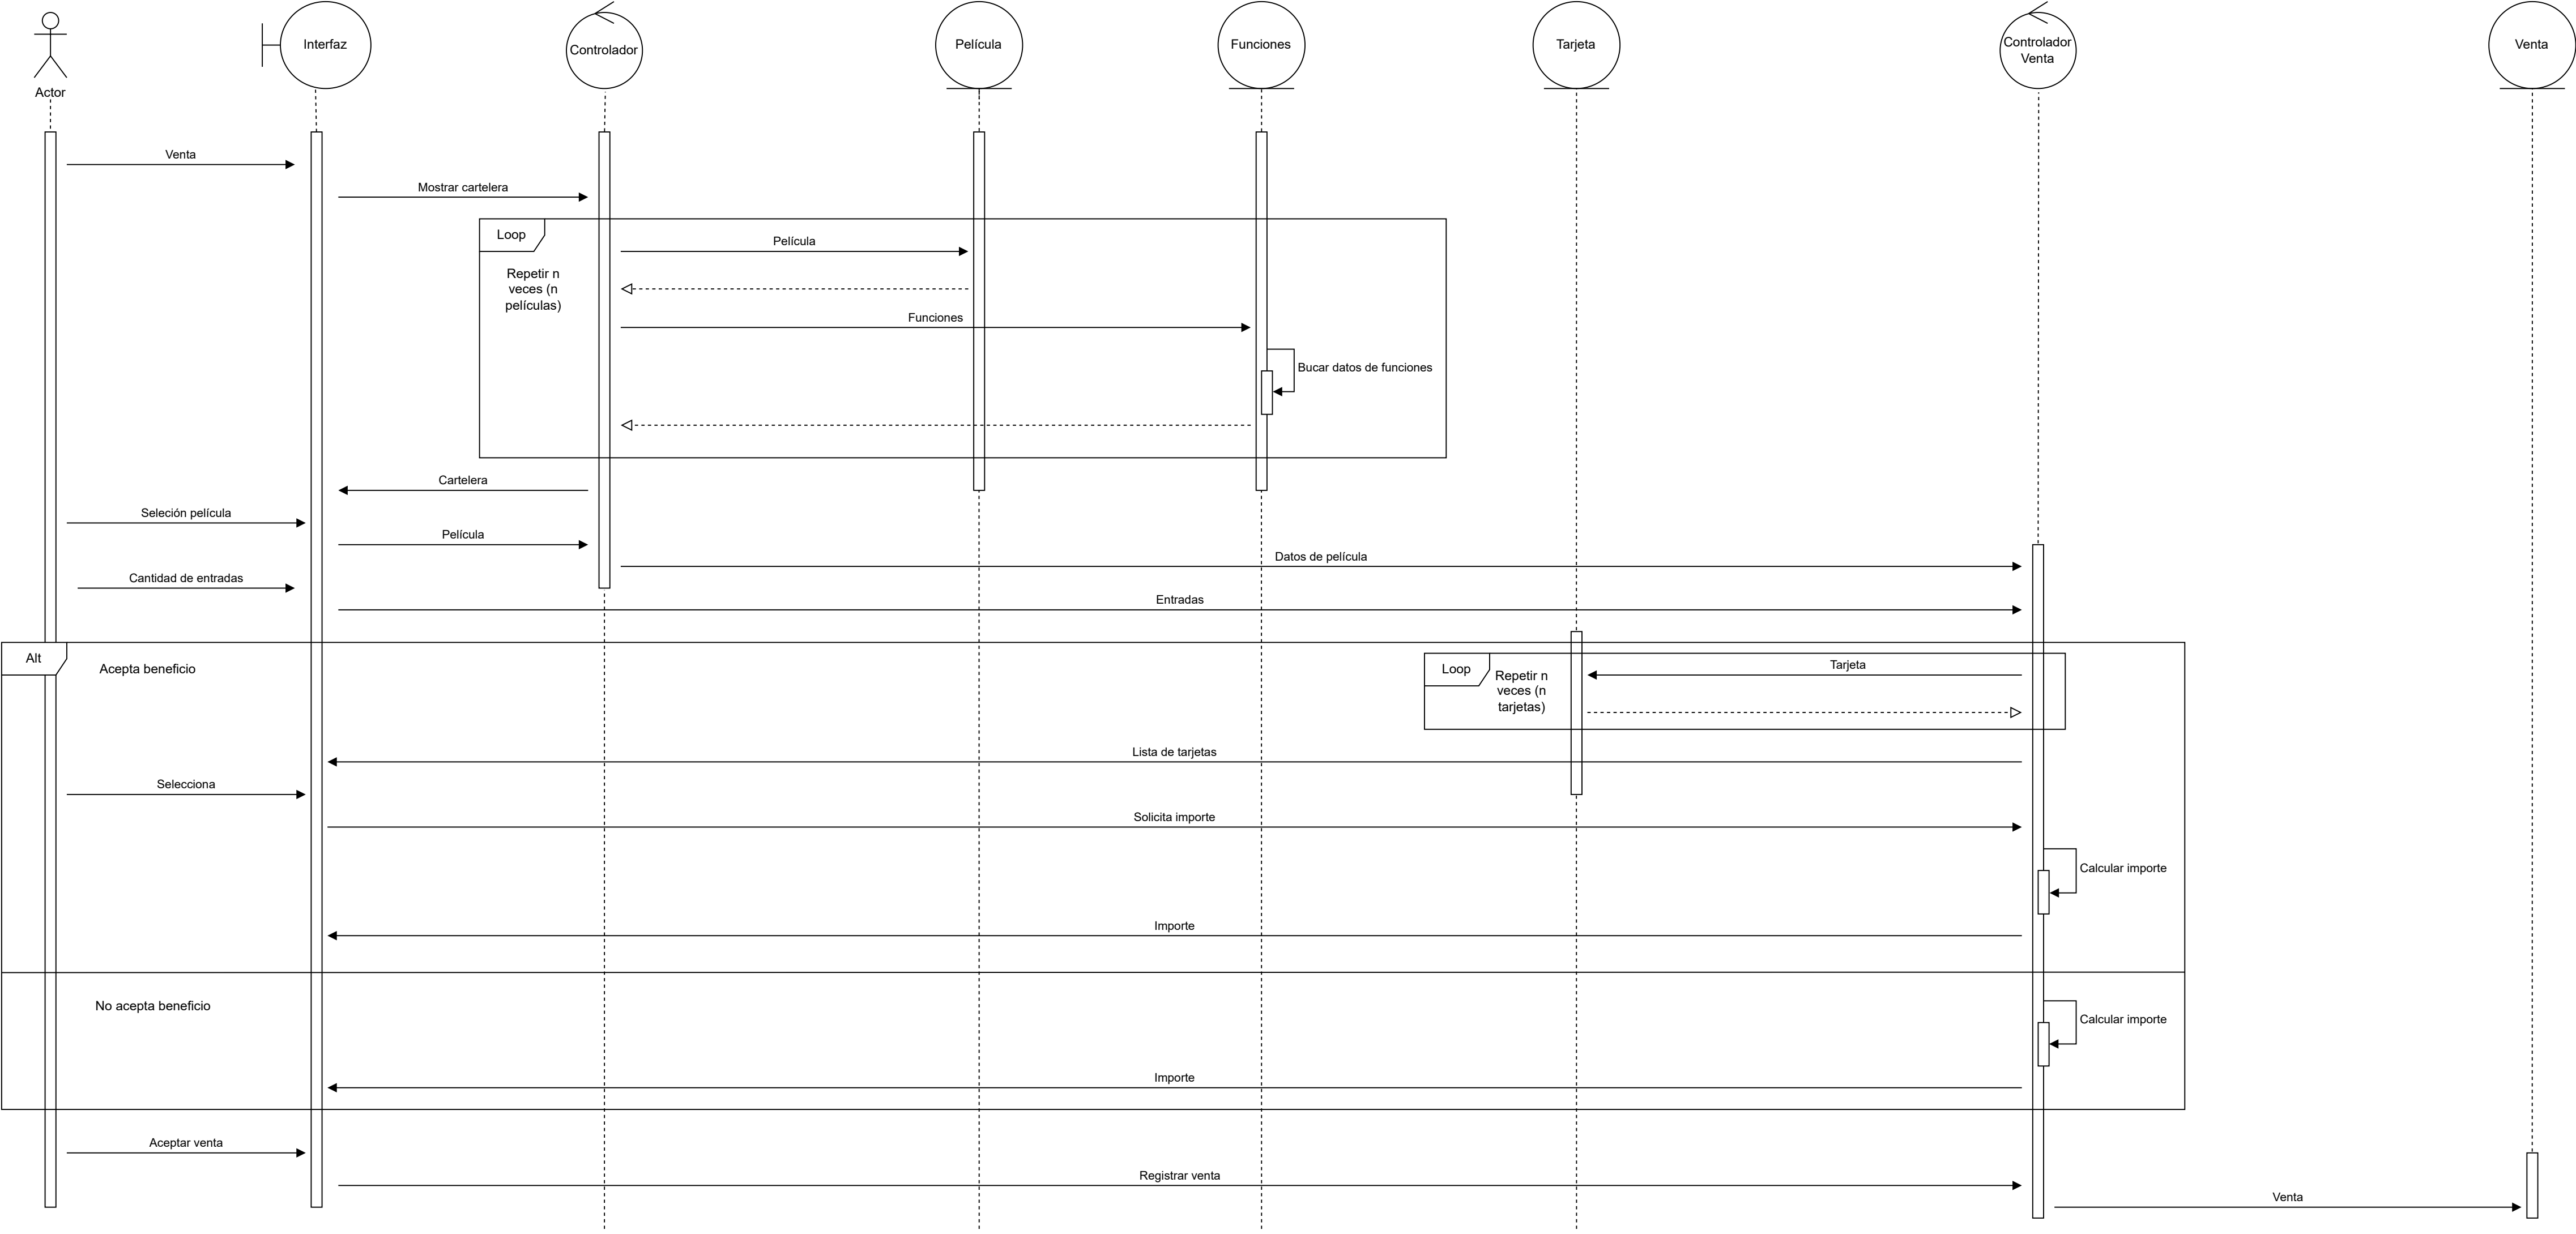 Actor
Interfaz
Controlador
Película
Funciones
Tarjeta
Controlador
Venta
Venta
Venta
Mostrar cartelera
Loop
Repetir n
veces (n
películas)
Película
Funciones
Bucar datos de funciones
Cartelera
Seleción película
Película
Datos de película
Cantidad de entradas
Entradas
Alt
Acepta beneficio
Loop
Repetir n
veces (n
tarjetas)
Tarjeta
Lista de tarjetas
Selecciona
Solicita importe
Calcular importe
Importe
No acepta beneficio
Calcular importe
Importe
Aceptar venta
Registrar venta
Venta